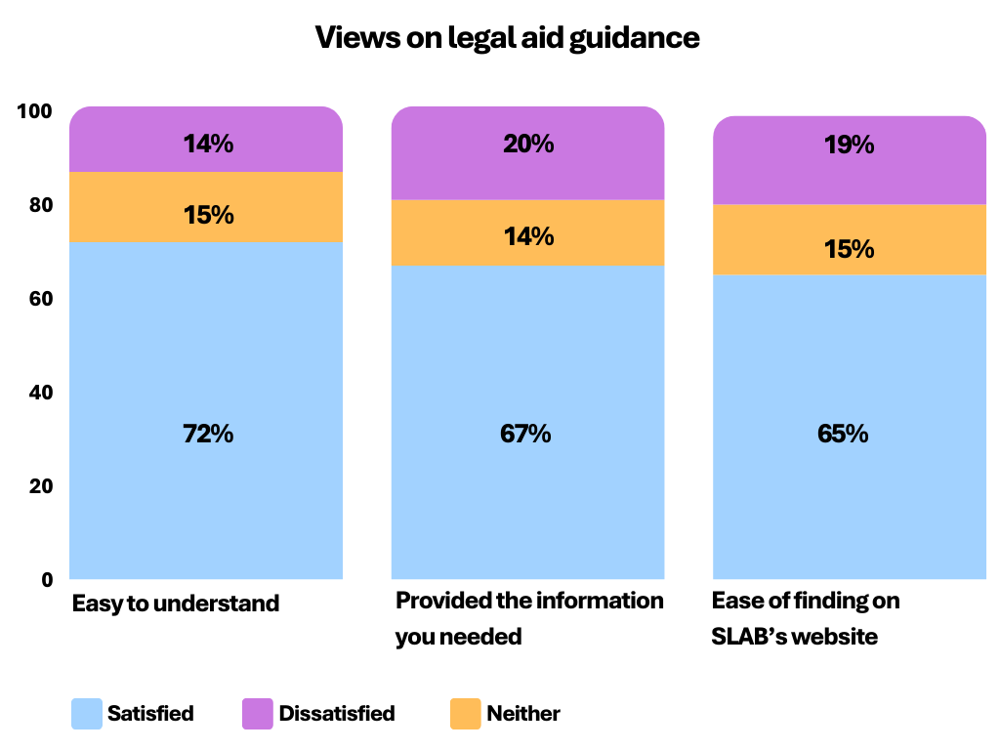 Views on legal aid guidance
100
80
60
40
20
0
14%
15%
72%
20%
14%
67%
19%
15%
65%
Easy to understand
Provided the information
you needed
Ease of finding on
SLAB’s website
Satisfied
Dissatisfied
Neither